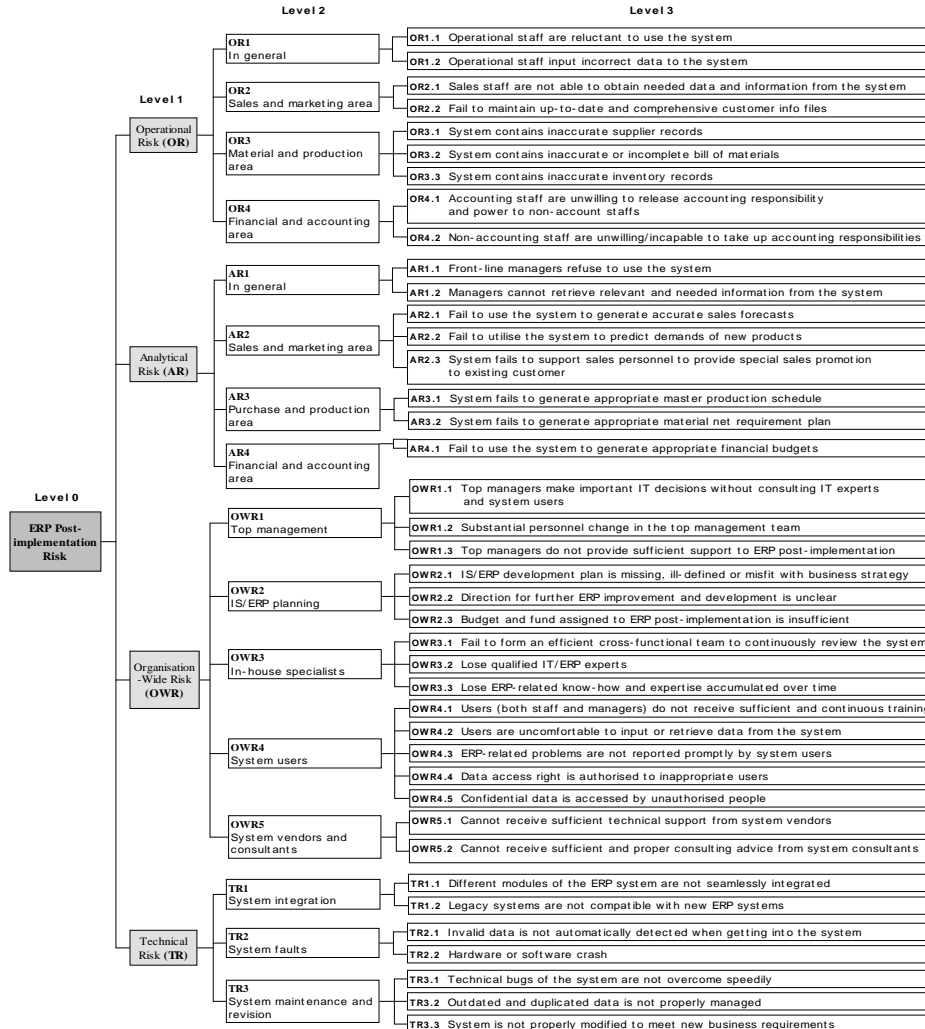 Level 2
Level 3
OR1
In general
OR1.1 Operational staff are reluctant to use the system
OR1.2 Operational staff input incorrect data to the system
Level 1
OR2
Sales and marketing area
OR2.1 Sales staff are not able to obtain needed data and information from the system
OR2.2 Fail to maintain up-to-date and comprehensive customer info files
Operational
Risk (OR)
OR3
Material and production
area
OR3.1 System contains inaccurate supplier records
OR3.2 System contains inaccurate or incomplete bill of materials
OR3.3 System contains inaccurate inventory records
OR4
Financial and accounting
area
OR4.1 Accounting staff are unwilling to release accounting responsibility
and power to non-account staffs
OR4.2 Non-accounting staff are unwilling/incapable to take up accounting responsibilities
AR1
In general
AR1.1 Front-line managers refuse to use the system
AR1.2 Managers cannot retrieve relevant and needed information from the system
Analytical
Risk (AR)
AR2
Sales and marketing area
AR2.1 Fail to use the system to generate accurate sales forecasts
AR2.2 Fail to utilise the system to predict demands of new products
AR2.3 System fails to support sales personnel to provide special sales promotion
to existing customer
AR3
Purchase and production
area
AR3.1 System fails to generate appropriate master production schedule
AR3.2 System fails to generate appropriate material net requirement plan
AR4
Financial and accounting
area
AR4.1 Fail to use the system to generate appropriate financial budgets
Level 0
ERP Post-
implementation
Risk
OWR1
Top management
OWR1.1 Top managers make important IT decisions without consulting IT experts
and system users
OWR1.2 Substantial personnel change in the top management team
OWR1.3 Top managers do not provide sufficient support to ERP post-implementation
OWR2
IS/ERP planning
OWR2.1 IS/ERP development plan is missing, ill-defined or misfit with business strategy
OWR2.2 Direction for further ERP improvement and development is unclear
OWR2.3 Budget and fund assigned to ERP post-implementation is insufficient
Organisation
-Wide Risk
(OWR)
OWR3
In-house specialists
OWR3.1 Fail to form an efficient cross-functional team to continuously review the system
OWR3.2 Lose qualified IT/ERP experts
OWR3.3 Lose ERP-related know-how and expertise accumulated over time
OWR4
System users
OWR4.1 Users (both staff and managers) do not receive sufficient and continuous training
OWR4.2 Users are uncomfortable to input or retrieve data from the system
OWR4.3 ERP-related problems are not reported promptly by system users
OWR4.4 Data access right is authorised to inappropriate users
OWR4.5 Confidential data is accessed by unauthorised people
OWR5
System vendors and
consultants
OWR5.1 Cannot receive sufficient technical support from system vendors
OWR5.2 Cannot receive sufficient and proper consulting advice from system consultants
TR1
System integration
TR1.1 Different modules of the ERP system are not seamlessly integrated
TR1.2 Legacy systems are not compatible with new ERP systems
Technical
Risk (TR)
TR2
System faults
TR2.1 Invalid data is not automatically detected when getting into the system
TR2.2 Hardware or software crash
TR3
System maintenance and
revision
TR3.1 Technical bugs of the system are not overcome speedily
TR3.2 Outdated and duplicated data is not properly managed
TR3.3 System is not properly modified to meet new business requirements